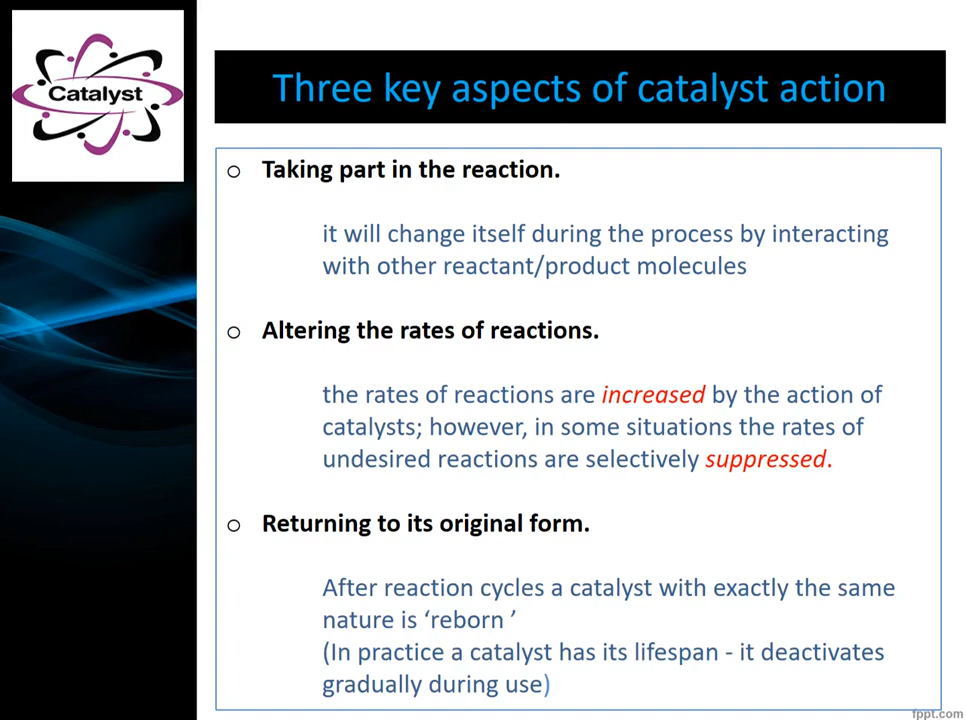 Catalyst
Three key aspects of catalyst action
o Taking part in the reaction.
it will change itself during the process by interacting
with other reactant/product molecules
o Altering the rates of reactions.
the rates of reactions are increased by the action of
catalysts; however, in some situations the rates of
undesired reactions are selectively suppressed.
o Returning to its original form.
After reaction cycles a catalyst with exactly the same
nature is ‘reborn ’
(In practice a catalyst has its lifespan - it deactivates
gradually during use)
fppt.com